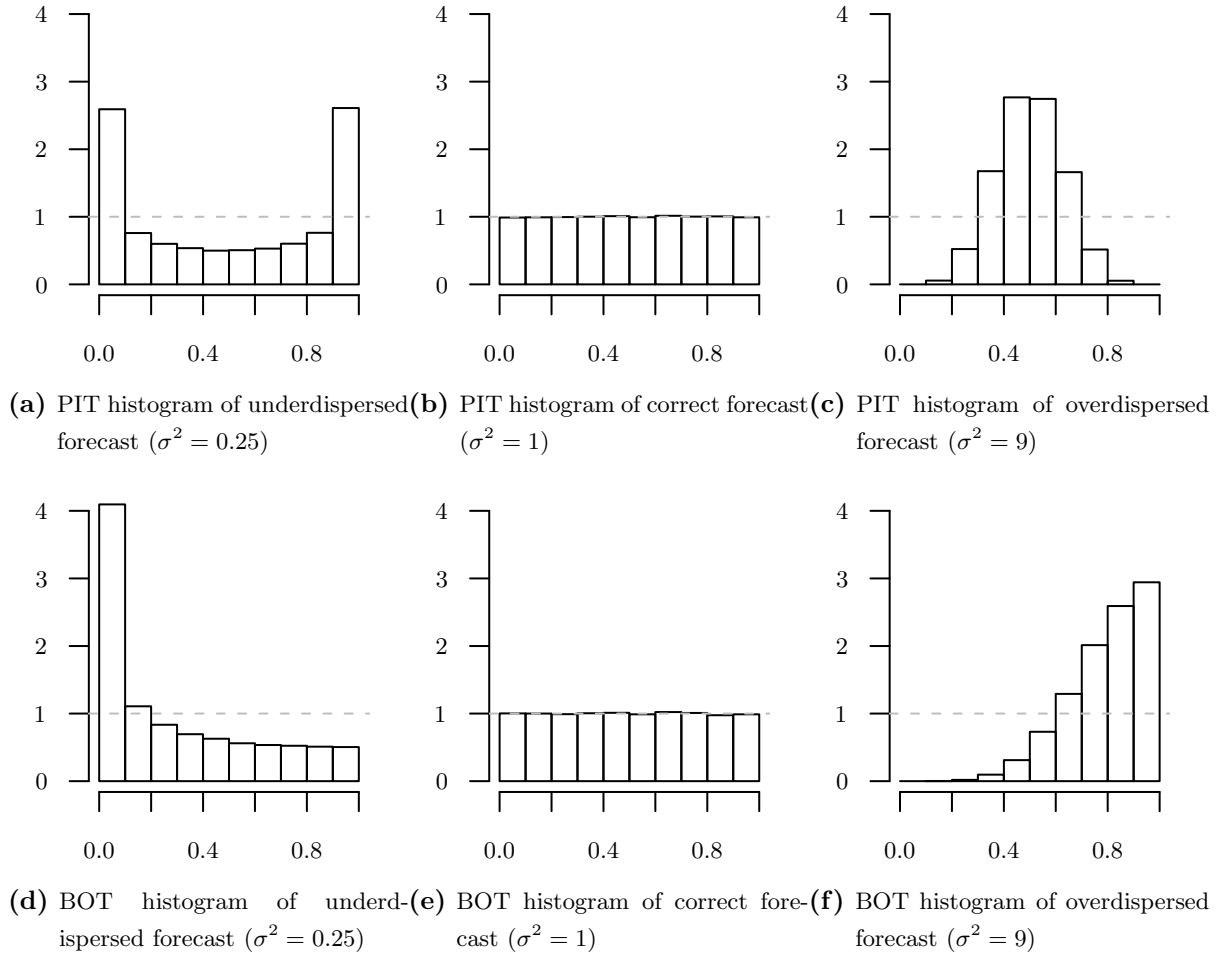 4
3
2
1
0
0.0 0.4 0.8
4
3
2
1
0
0.0 0.4 0.8
4
3
2
1
0
0.0 0.4 0.8
(a) PIT histogram of underdispersed
forecast (σ² = 0.25)
(b) PIT histogram of correct forecast
(σ² = 1)
(c) PIT histogram of overdispersed
forecast (σ² = 9)
4
3
2
1
0
0.0 0.4 0.8
4
3
2
1
0
0.0 0.4 0.8
4
3
2
1
0
0.0 0.4 0.8
(d) BOT histogram of underd-
ispersed forecast (σ² = 0.25)
(e) BOT histogram of correct fore-
cast (σ² = 1)
(f) BOT histogram of overdispersed
forecast (σ² = 9)